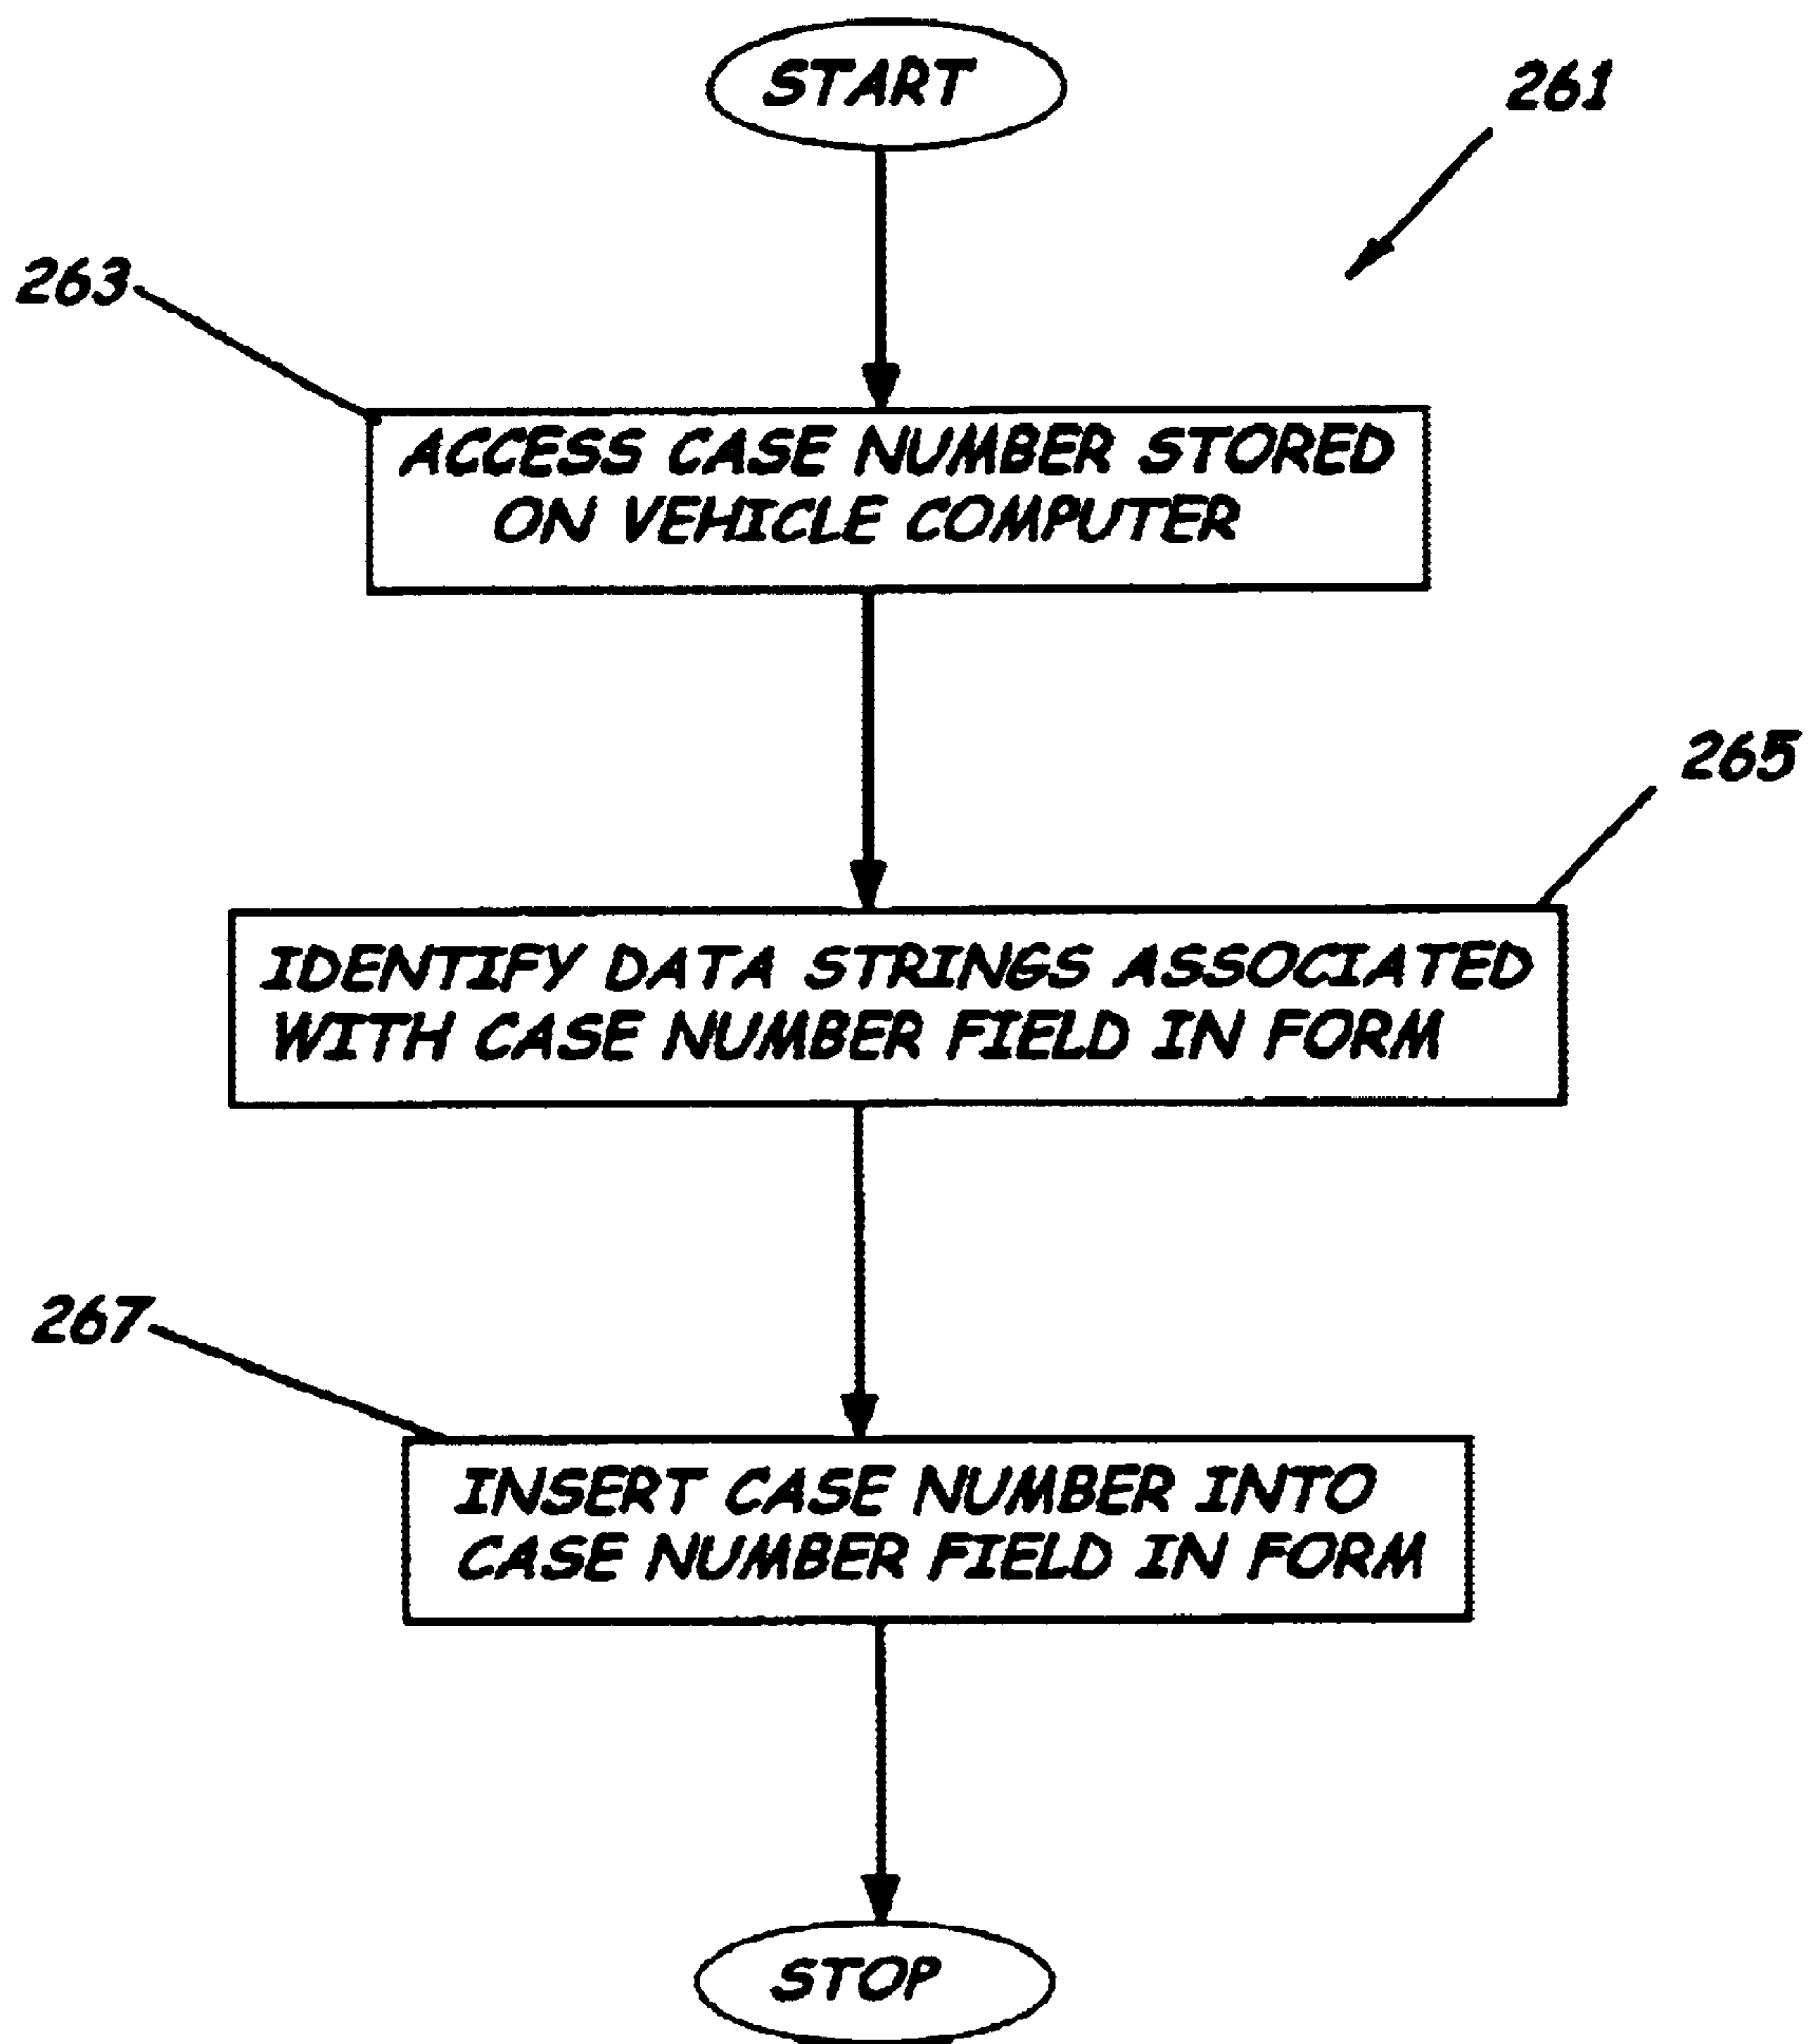 START
261
263
ACCESS CASE NUMBER STORED
ON VEHICLE COMPUTER
265
IDENTIFY DATA STRINGS ASSOCIATED
WITH CASE NUMBER FIELD IN FORM
267
INSERT CASE NUMBER INTO
CASE NUMBER FIELD IN FORM
STOP